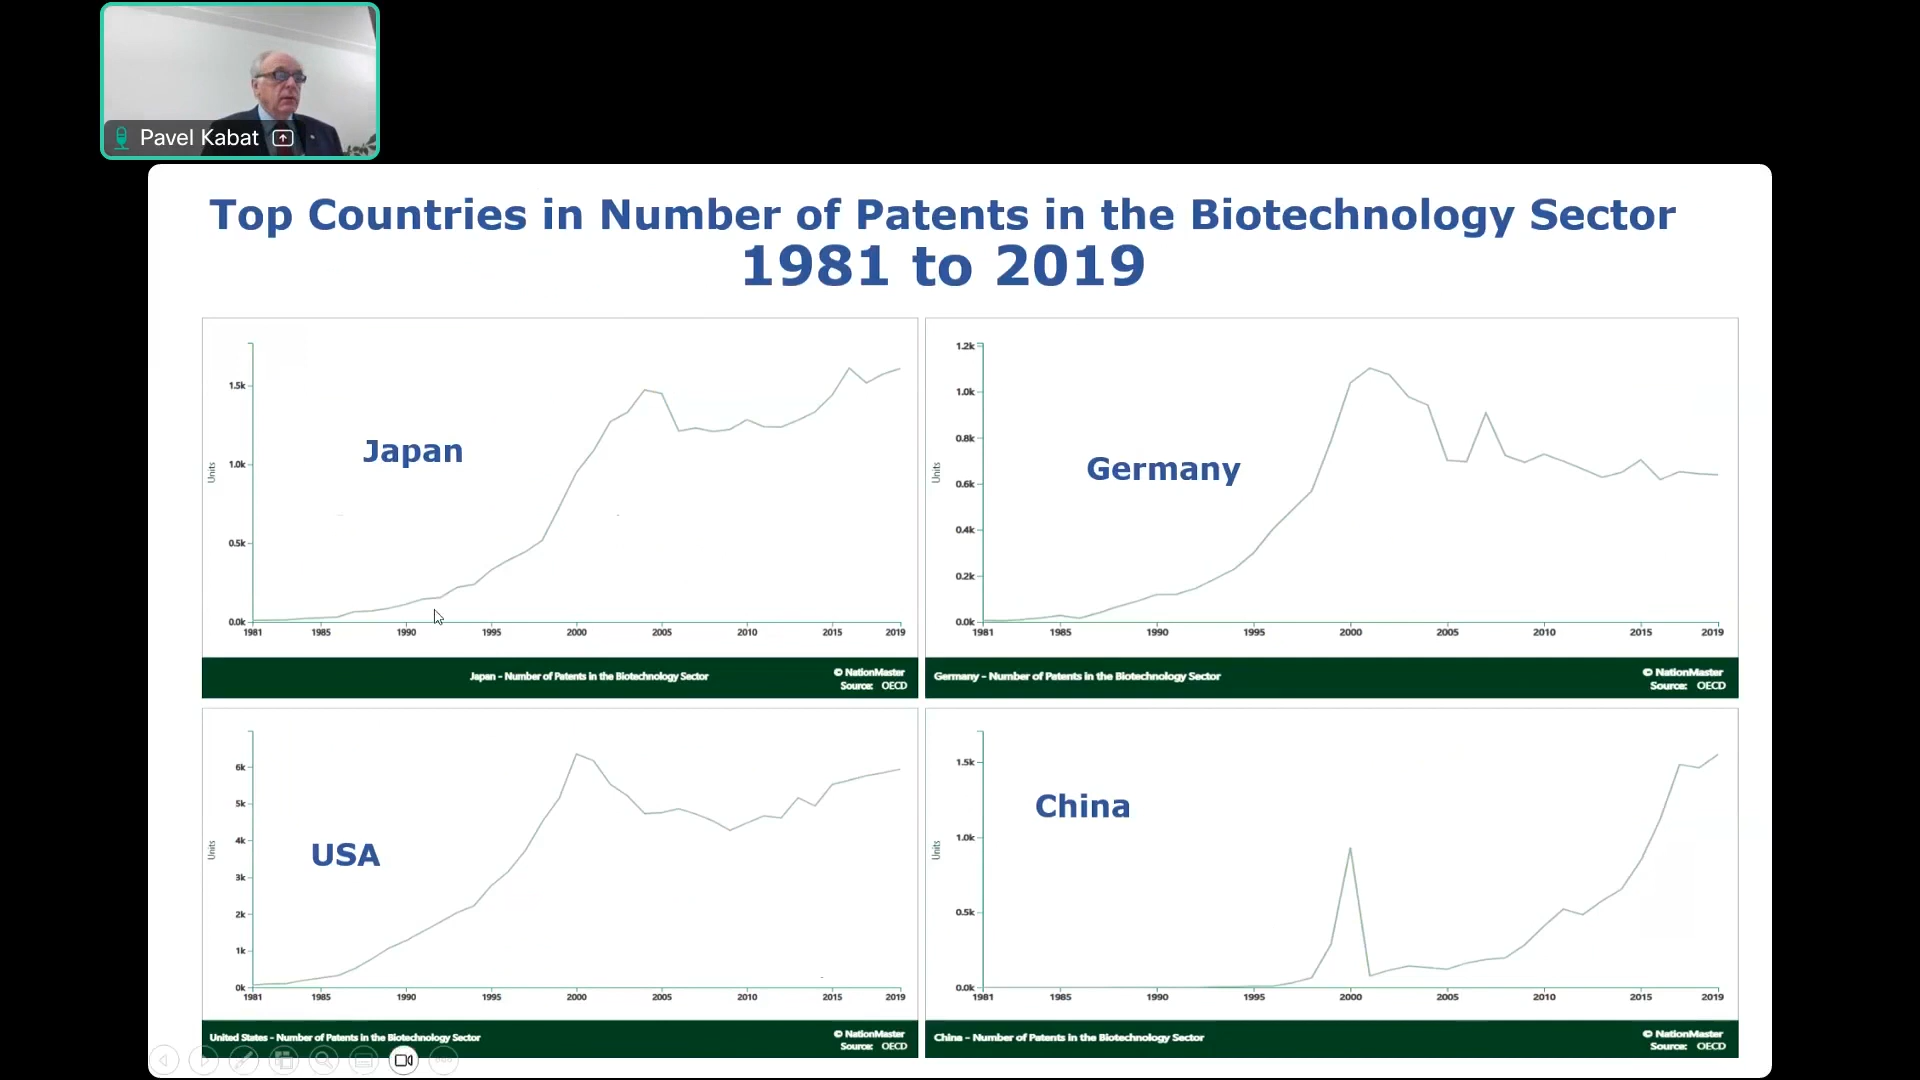 Pavel Kabat
Top Countries in Number of Patents in the Biotechnology Sector
1981 to 2019
1.5k
1.0k
0.5k
0.0k
Units
Japan
1981 1985 1990 1995 2000 2005 2010 2015 2019
Japan - Number of Patents in the Biotechnology Sector
© NationMaster
Source: OECD
1.2k
1.0k
0.8k
0.6k
0.4k
0.2k
0.0k
Units
Germany
1981 1985 1990 1995 2000 2005 2010 2015 2019
Germany - Number of Patents in the Biotechnology Sector
© NationMaster
Source: OECD
6k
5k
4k
3k
2k
1k
0k
Units
USA
1981 1985 1990 1995 2000 2005 2010 2015 2019
United States - Number of Patents in the Biotechnology Sector
© NationMaster
Source: OECD
1.5k
1.0k
0.5k
0.0k
Units
China
1981 1985 1990 1995 2000 2005 2010 2015 2019
China - Number of Patents in the Biotechnology Sector
© NationMaster
Source: OECD